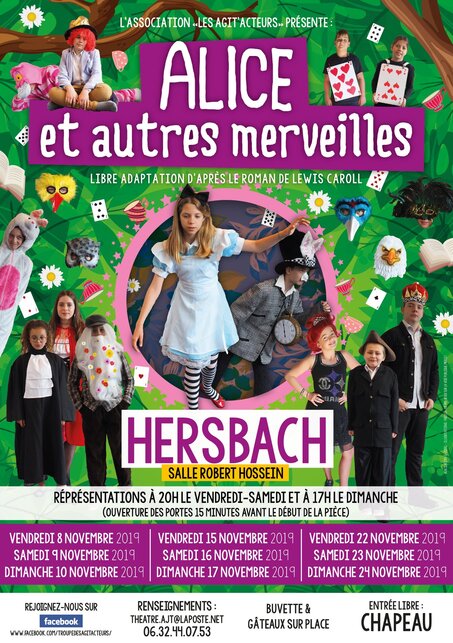 L'ASSOCIATION «LES AGIT'ACTEURS» PRÉSENTE :
ALICE
et autres merveilles
LIBRE ADAPTATION D'APRÈS LE ROMAN DE LEWIS CAROLL
HERSBACH
SALLE ROBERT HOSSEIN
RÉPRÉSENTATIONS À 20H LE VENDREDI-SAMEDI ET À 17H LE DIMANCHE
(OUVERTURE DES PORTES 15 MINUTES AVANT LE DÉBUT DE LA PIÉCE)
VENDREDI 8 NOVEMBRE 2019
SAMEDI 9 NOVEMBRE 2019
DIMANCHE 10 NOVEMBRE 2019
VENDREDI 15 NOVEMBRE 2019
SAMEDI 16 NOVEMBRE 2019
DIMANCHE 17 NOVEMBRE 2019
VENDREDI 22 NOVEMBRE 2019
SAMEDI 23 NOVEMBRE 2019
DIMANCHE 24 NOVEMBRE 2019
REJOIGNEZ-NOUS SUR
facebook
WWW.FACEBOOK.COM/TROUPEDESAGITACTEURS/
RENSEIGNEMENTS :
THEATRE.AJT@LAPOSTE.NET
06.32.44.07.53
BUVETTE &
GÂTEAUX SUR PLACE
ENTRÉE LIBRE :
CHAPEAU